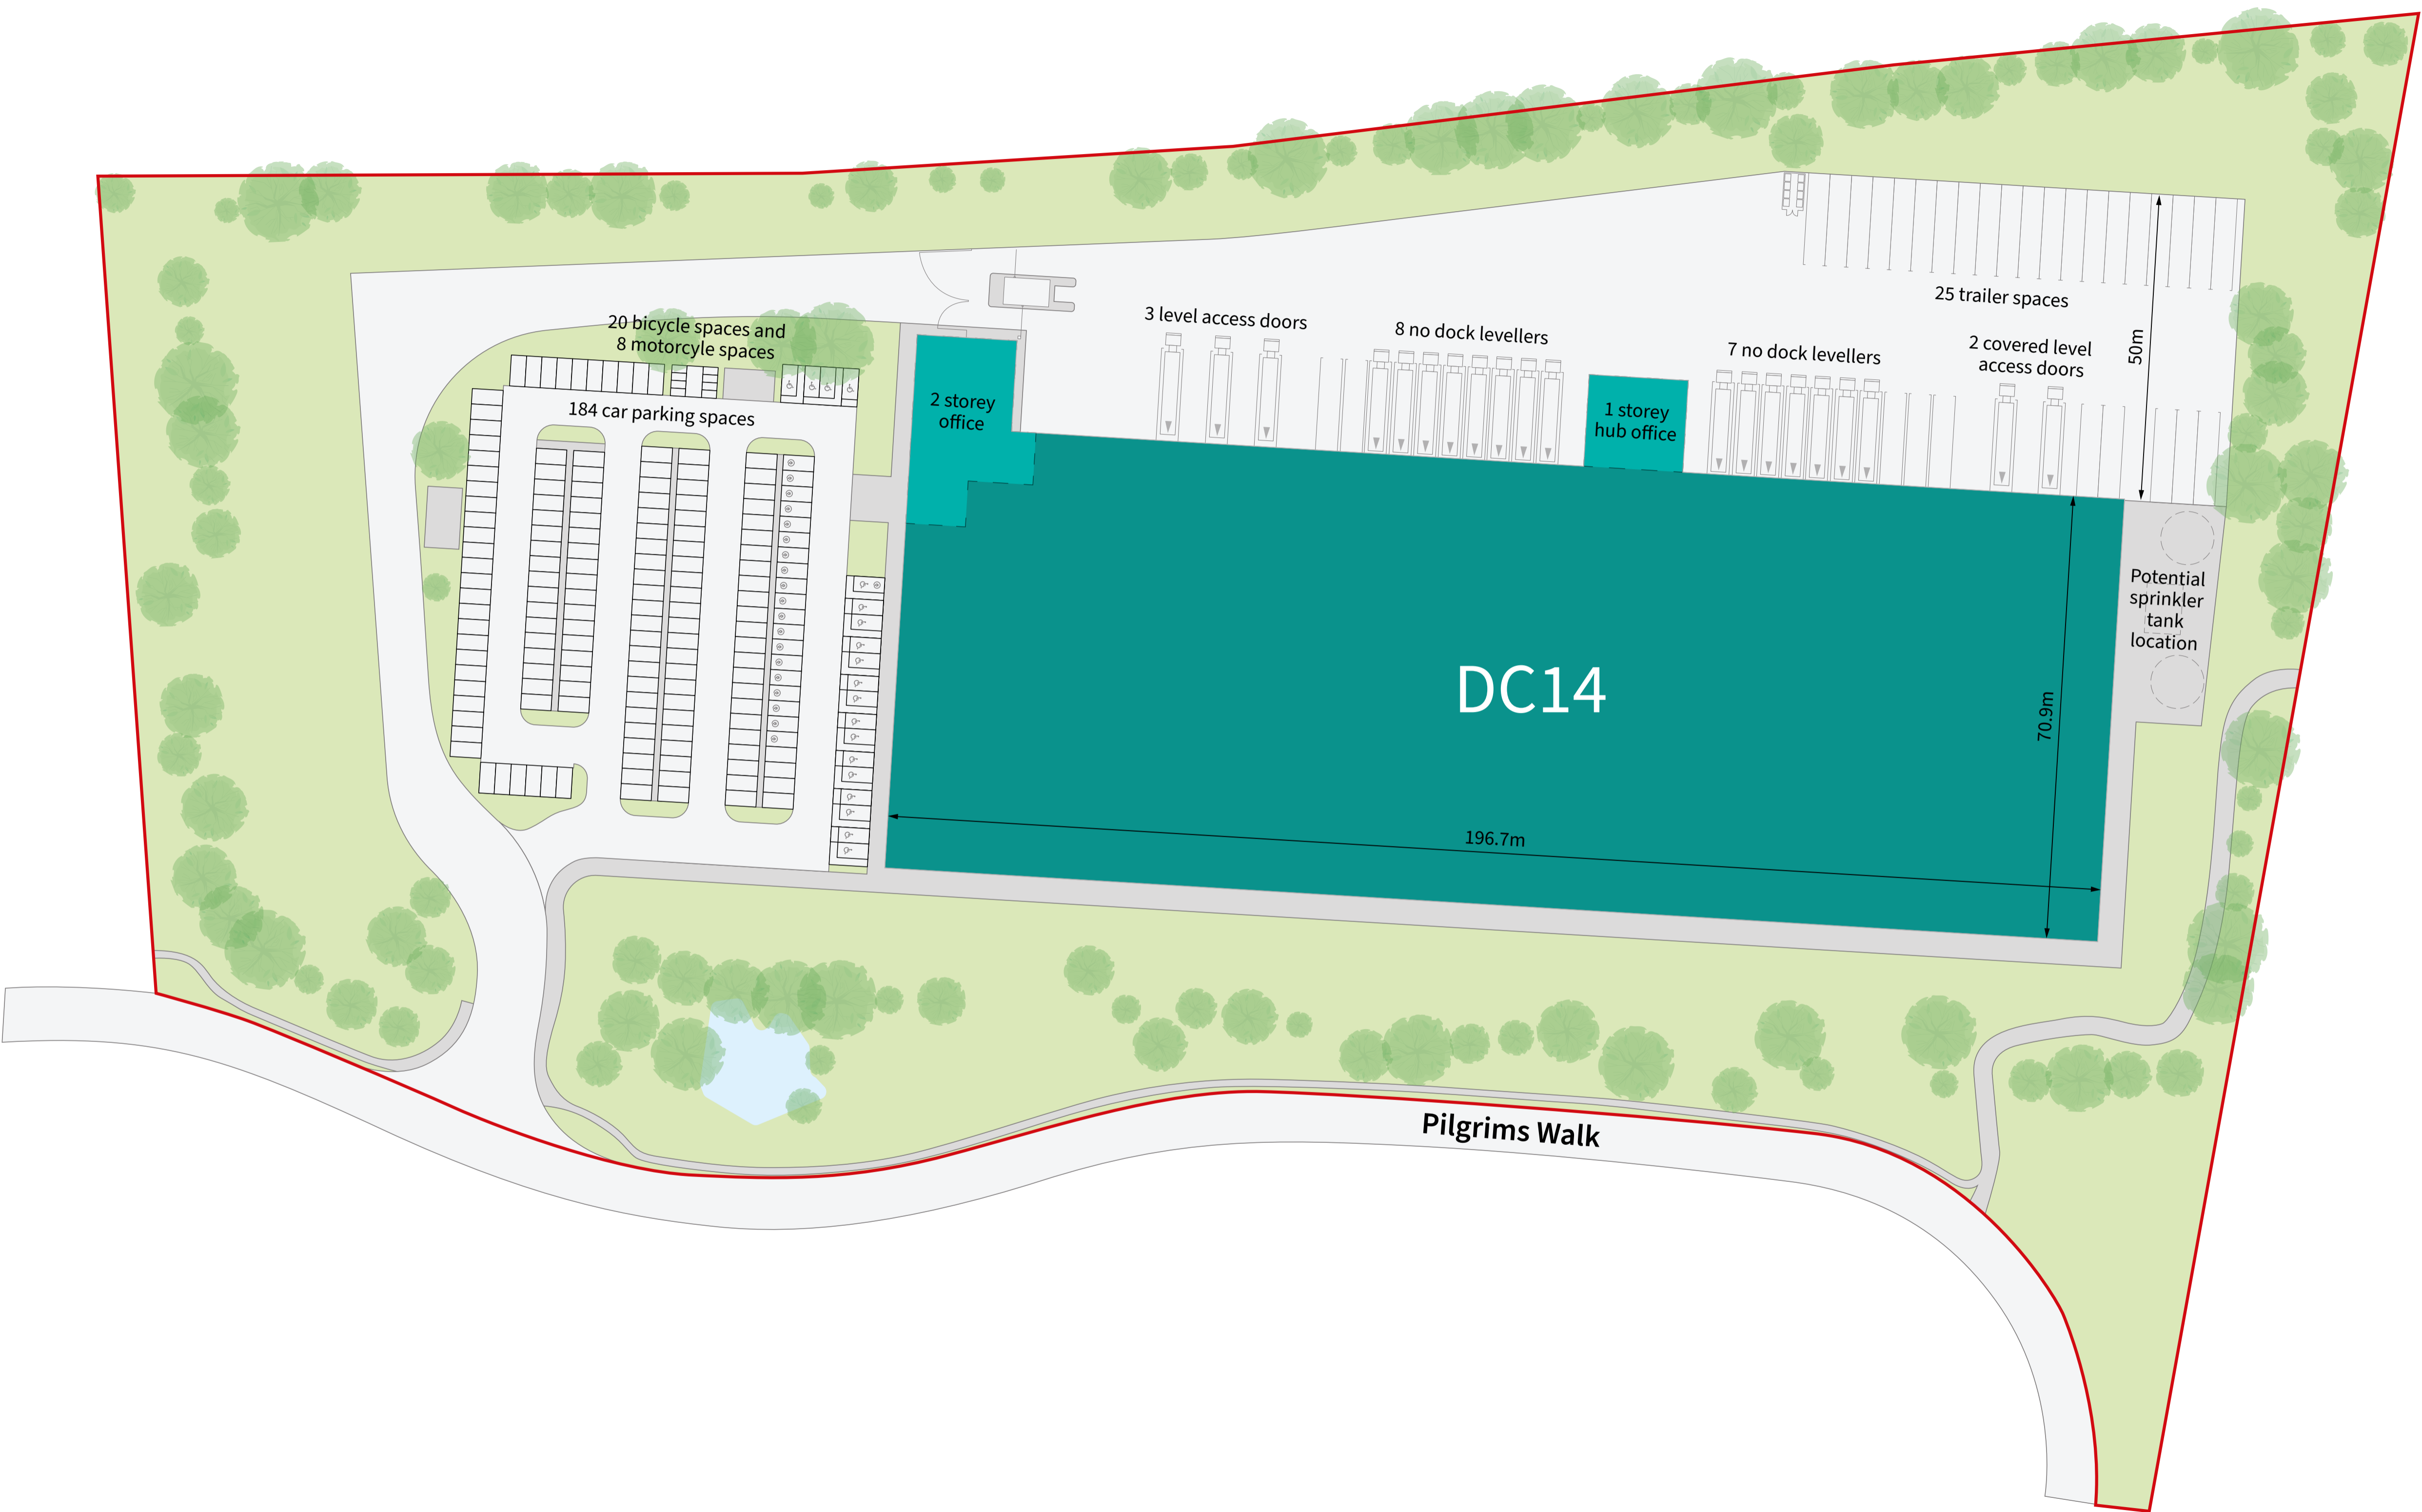 20 bicycle spaces and
8 motorcyle spaces
184 car parking spaces
2 storey
office
3 level access doors
8 no dock levellers
1 storey
hub office
7 no dock levellers
2 covered level
access doors
25 trailer spaces
50m
Potential
sprinkler
tank
location
DC14
70.9m
196.7m
Pilgrims Walk